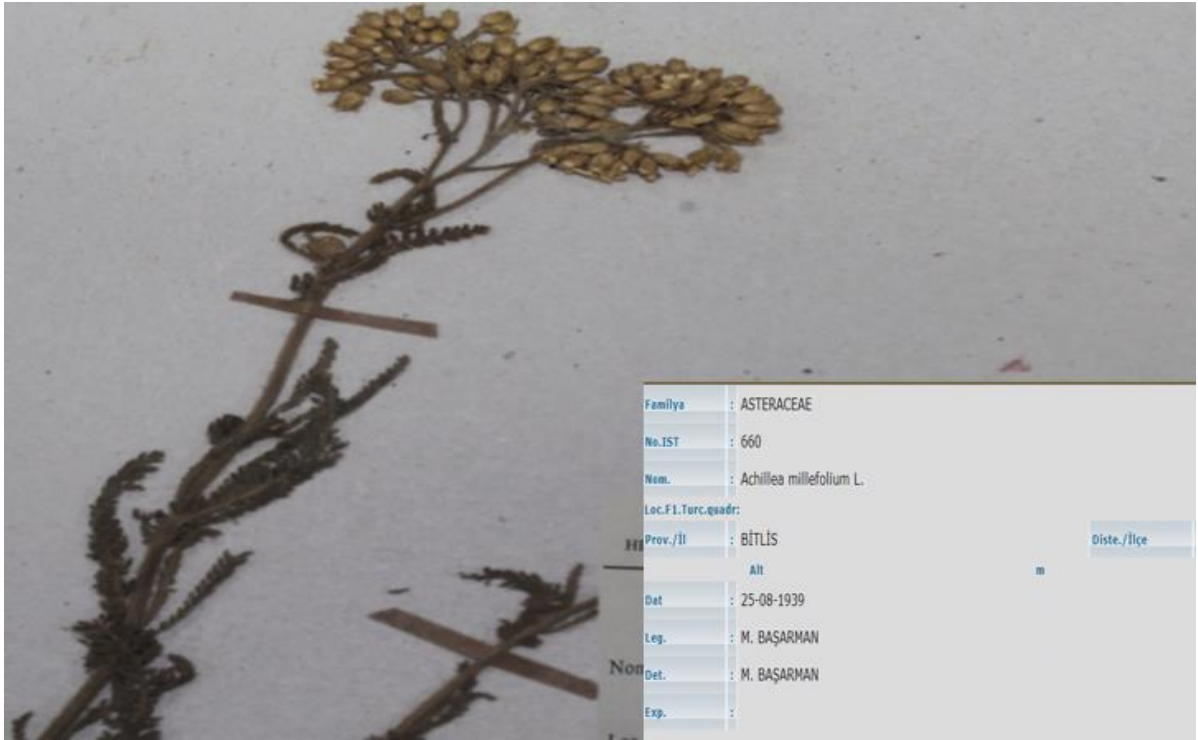 Familya : ASTERACEAE
No.IST : 660
Nom. : Achillea millefolium L.
Loc.F1.Turc.quadr:
Prov./İl : BİTLİS Diste./İlçe
Alt m
Dat : 25-08-1939
Leg. : M. BAŞARMAN
Det. : M. BAŞARMAN
Exp. :